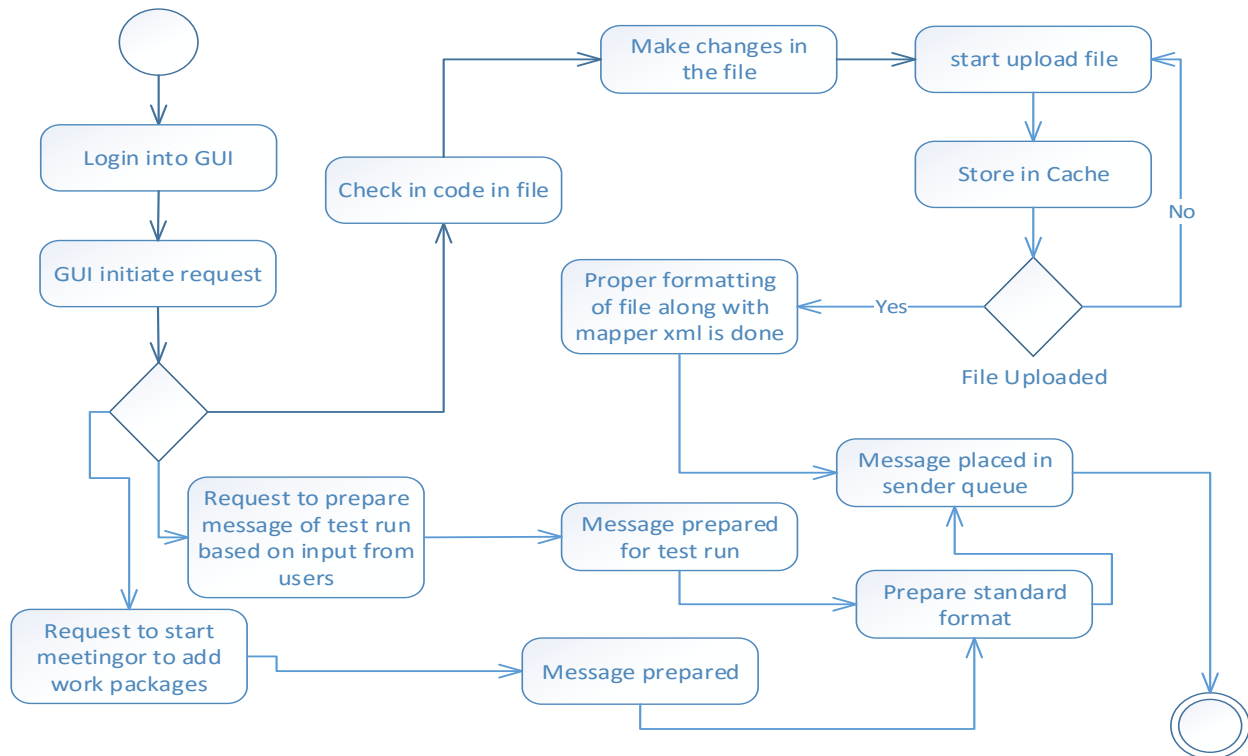 Make changes in
the file
start upload file
Login into GUI
Check in code in file
Store in Cache
No
GUI initiate request
Proper formatting
of file along with
mapper xml is done
Yes
File Uploaded
Message placed in
sender queue
Request to prepare
message of test run
based on input from
users
Message prepared
for test run
Prepare standard
format
Request to start
meetingor to add
work packages
Message prepared